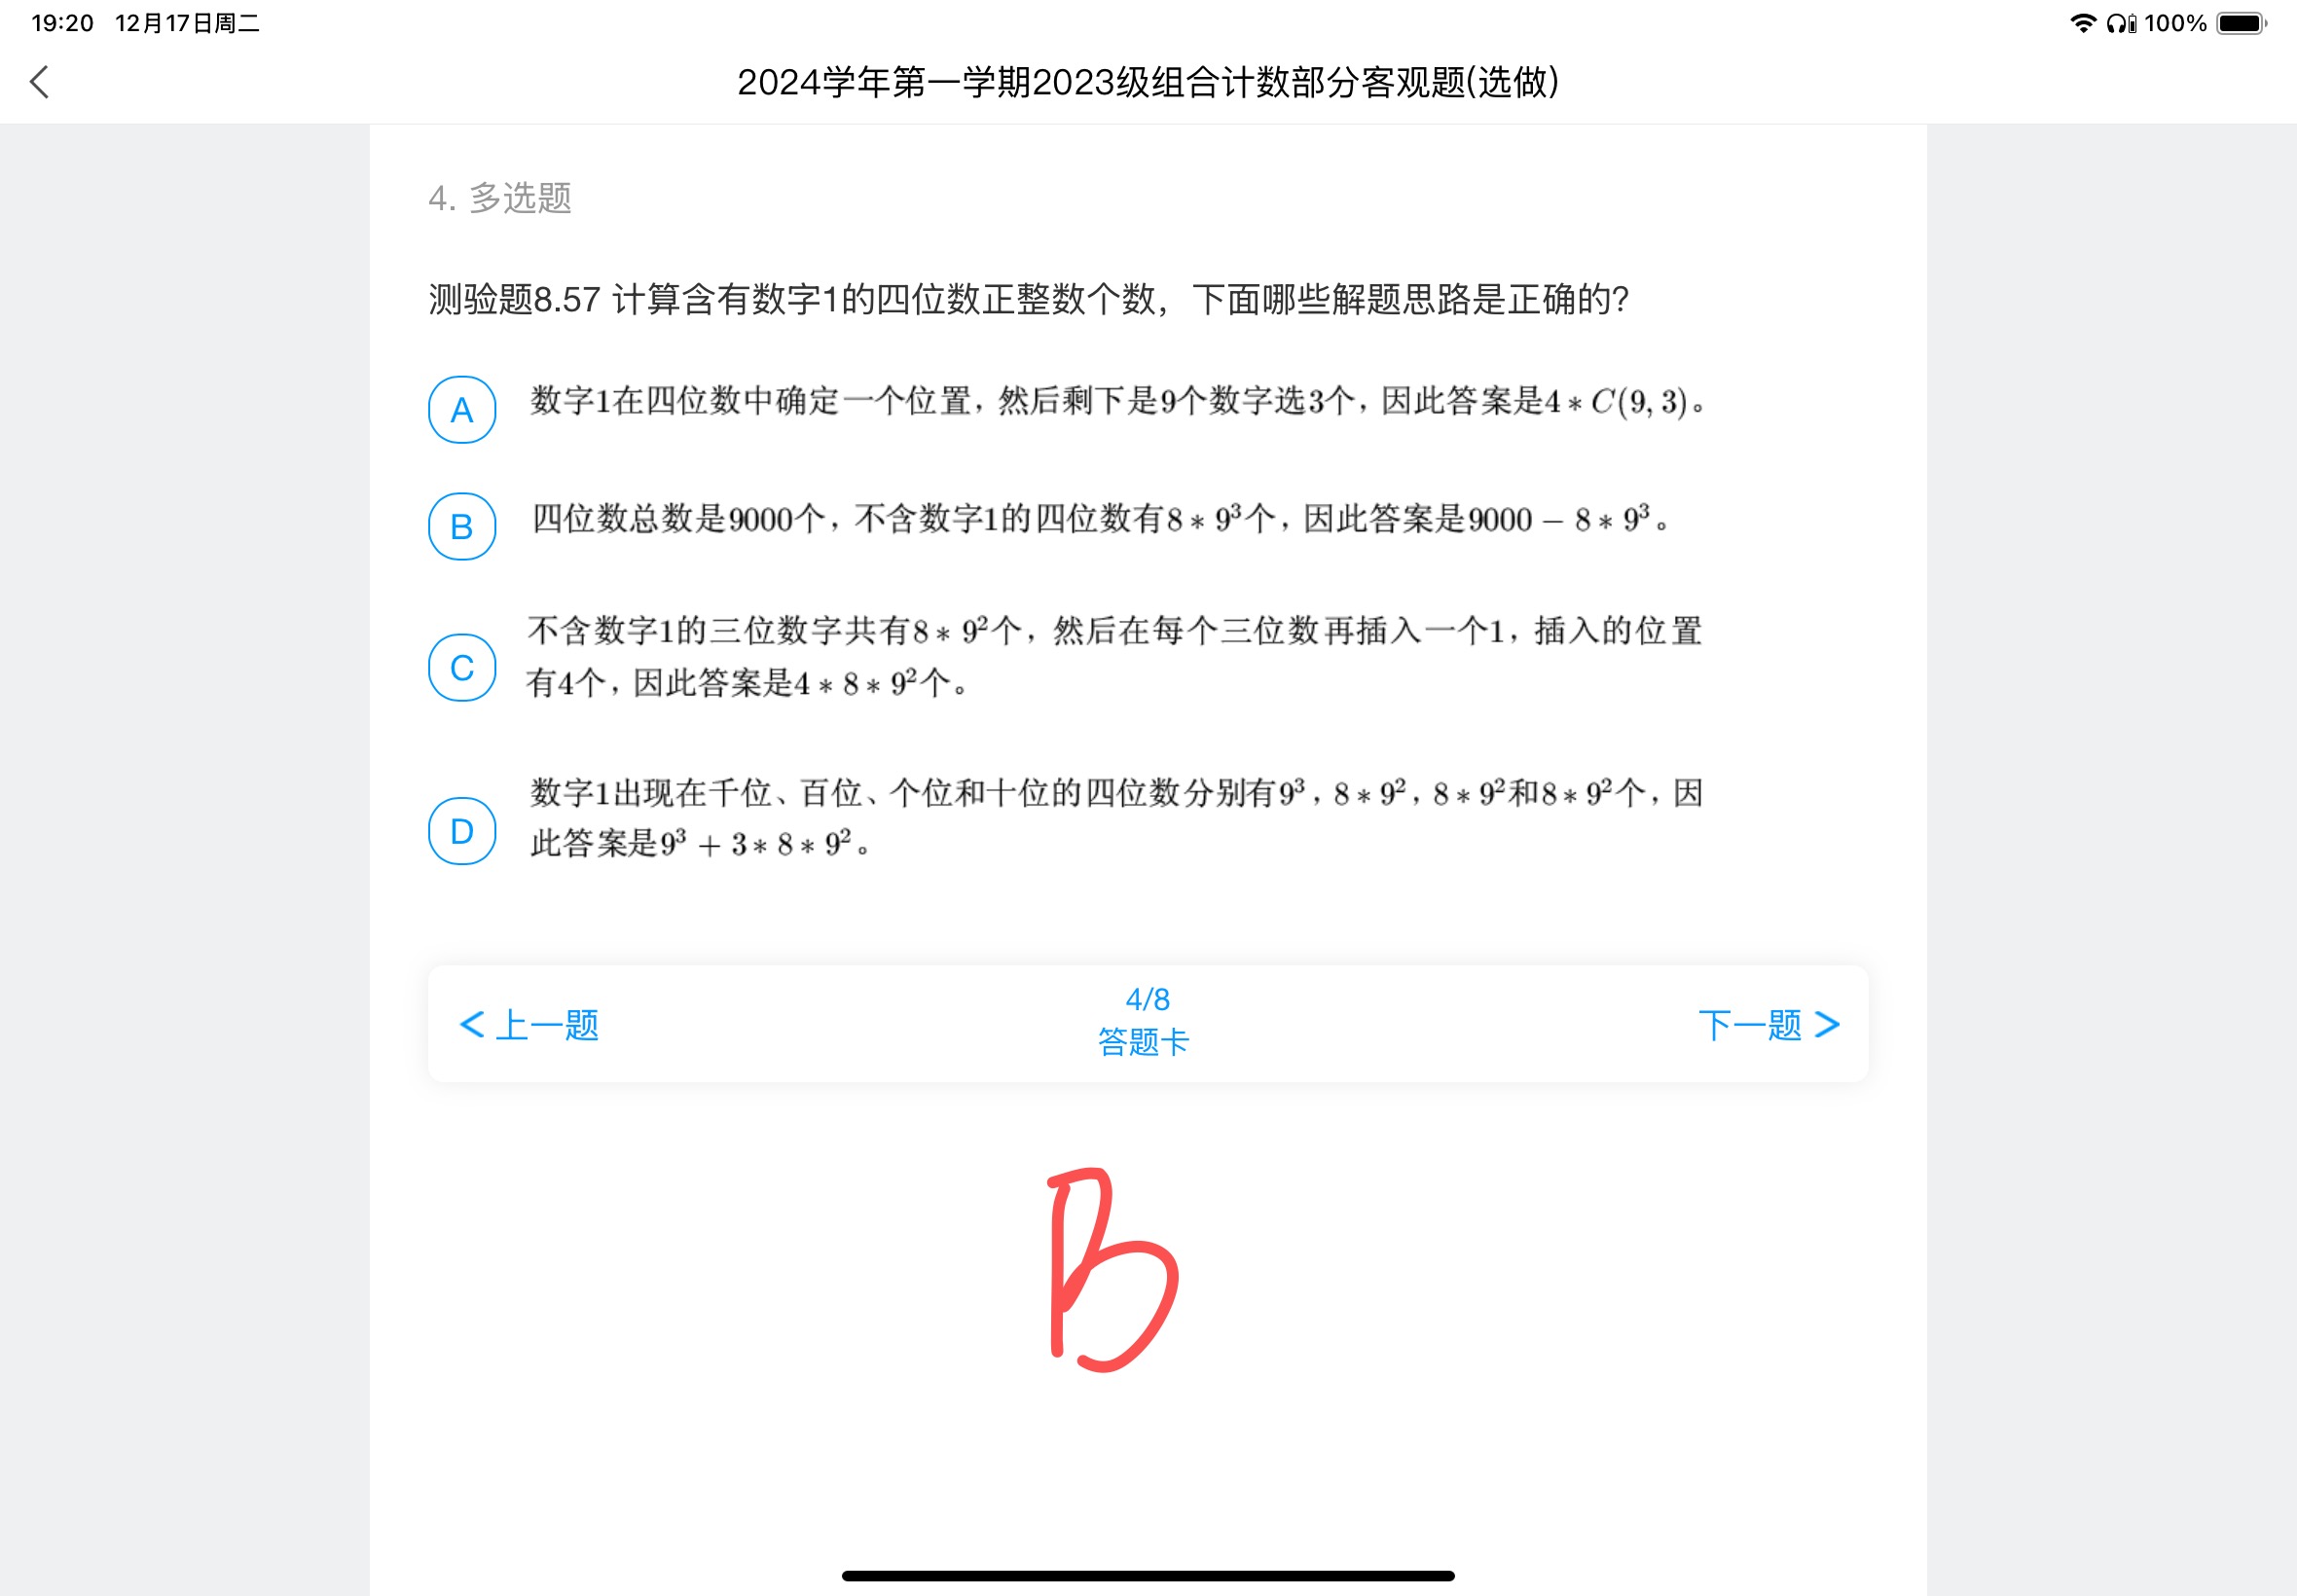 19:20 12月17日周二
100%
2024学年第一学期2023级组合计数部分客观题(选做)
4. 多选题
测验题8.57 计算含有数字1的四位数正整数个数，下面哪些解题思路是正确的？
A 数字1在四位数中确定一个位置，然后剩下是9个数字选3个，因此答案是4 * C(9, 3)。
B 四位数总数是9000个，不含数字1的四位数有8 * 9³个，因此答案是9000 − 8 * 9³。
C 不含数字1的三位数字共有8 * 9²个，然后在每个三位数再插入一个1，插入的位置
有4个，因此答案是4 * 8 * 9²个。
D 数字1出现在千位、百位、个位和十位的四位数分别有9³，8 * 9²，8 * 9²和8 * 9²个，因
此答案是9³ + 3 * 8 * 9²。
< 上一题
4/8
答题卡
下一题 >
B